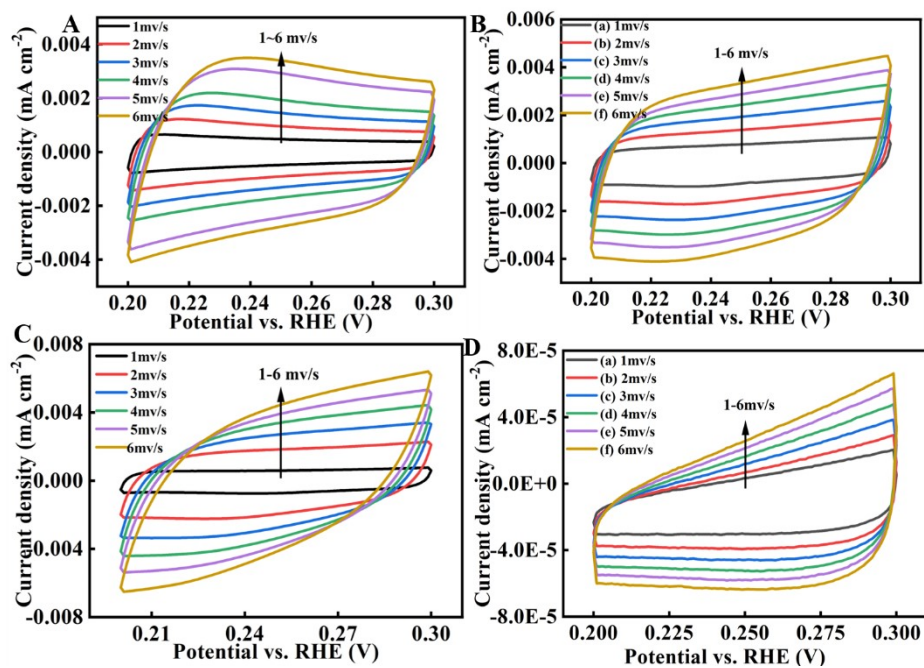 A
Current density (mA cm⁻²)
0.004
0.002
0.000
-0.002
-0.004
1mv/s
2mv/s
3mv/s
4mv/s
5mv/s
6mv/s
1~6 mv/s
0.20 0.22 0.24 0.26 0.28 0.30
Potential vs. RHE (V)
B
Current density (mA cm⁻²)
0.006
0.004
0.002
0.000
-0.002
-0.004
(a) 1mv/s
(b) 2mv/s
(c) 3mv/s
(d) 4mv/s
(e) 5mv/s
(f) 6mv/s
1-6 mv/s
0.20 0.22 0.24 0.26 0.28 0.30
Potential vs. RHE (V)
C
Current density (mA cm⁻²)
0.008
0.004
0.000
-0.004
-0.008
1mv/s
2mv/s
3mv/s
4mv/s
5mv/s
6mv/s
1-6 mv/s
0.21 0.24 0.27 0.30
Potential vs. RHE (V)
D
Current density (mA cm⁻²)
8.0E-5
4.0E-5
0.0E+0
-4.0E-5
-8.0E-5
(a) 1mv/s
(b) 2mv/s
(c) 3mv/s
(d) 4mv/s
(e) 5mv/s
(f) 6mv/s
1-6mv/s
0.200 0.225 0.250 0.275 0.300
Potential vs. RHE (V)